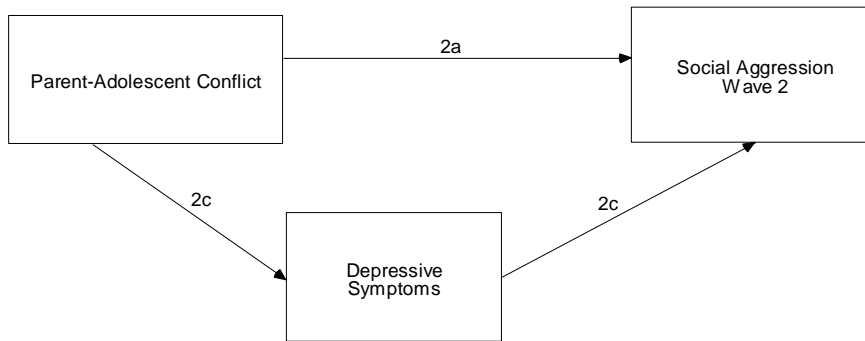 2a
Parent-Adolescent Conflict
Social Aggression
Wave 2
2c
2c
Depressive
Symptoms